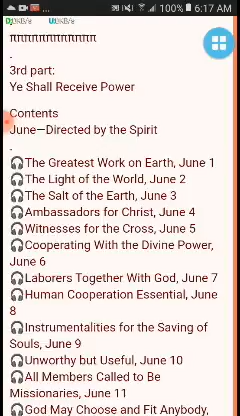 D: 0KB/s U: 0KB/s
100% 6:17 AM
ππππππππππππ
.
3rd part:
Ye Shall Receive Power
Contents
June—Directed by the Spirit
.
🎧The Greatest Work on Earth, June 1
🎧The Light of the World, June 2
🎧The Salt of the Earth, June 3
🎧Ambassadors for Christ, June 4
🎧Witnesses for the Cross, June 5
🎧Cooperating With the Divine Power,
June 6
🎧Laborers Together With God, June 7
🎧Human Cooperation Essential, June
8
🎧Instrumentalities for the Saving of
Souls, June 9
🎧Unworthy but Useful, June 10
🎧All Members Called to Be
Missionaries, June 11
🎧God May Choose and Fit Anybody,